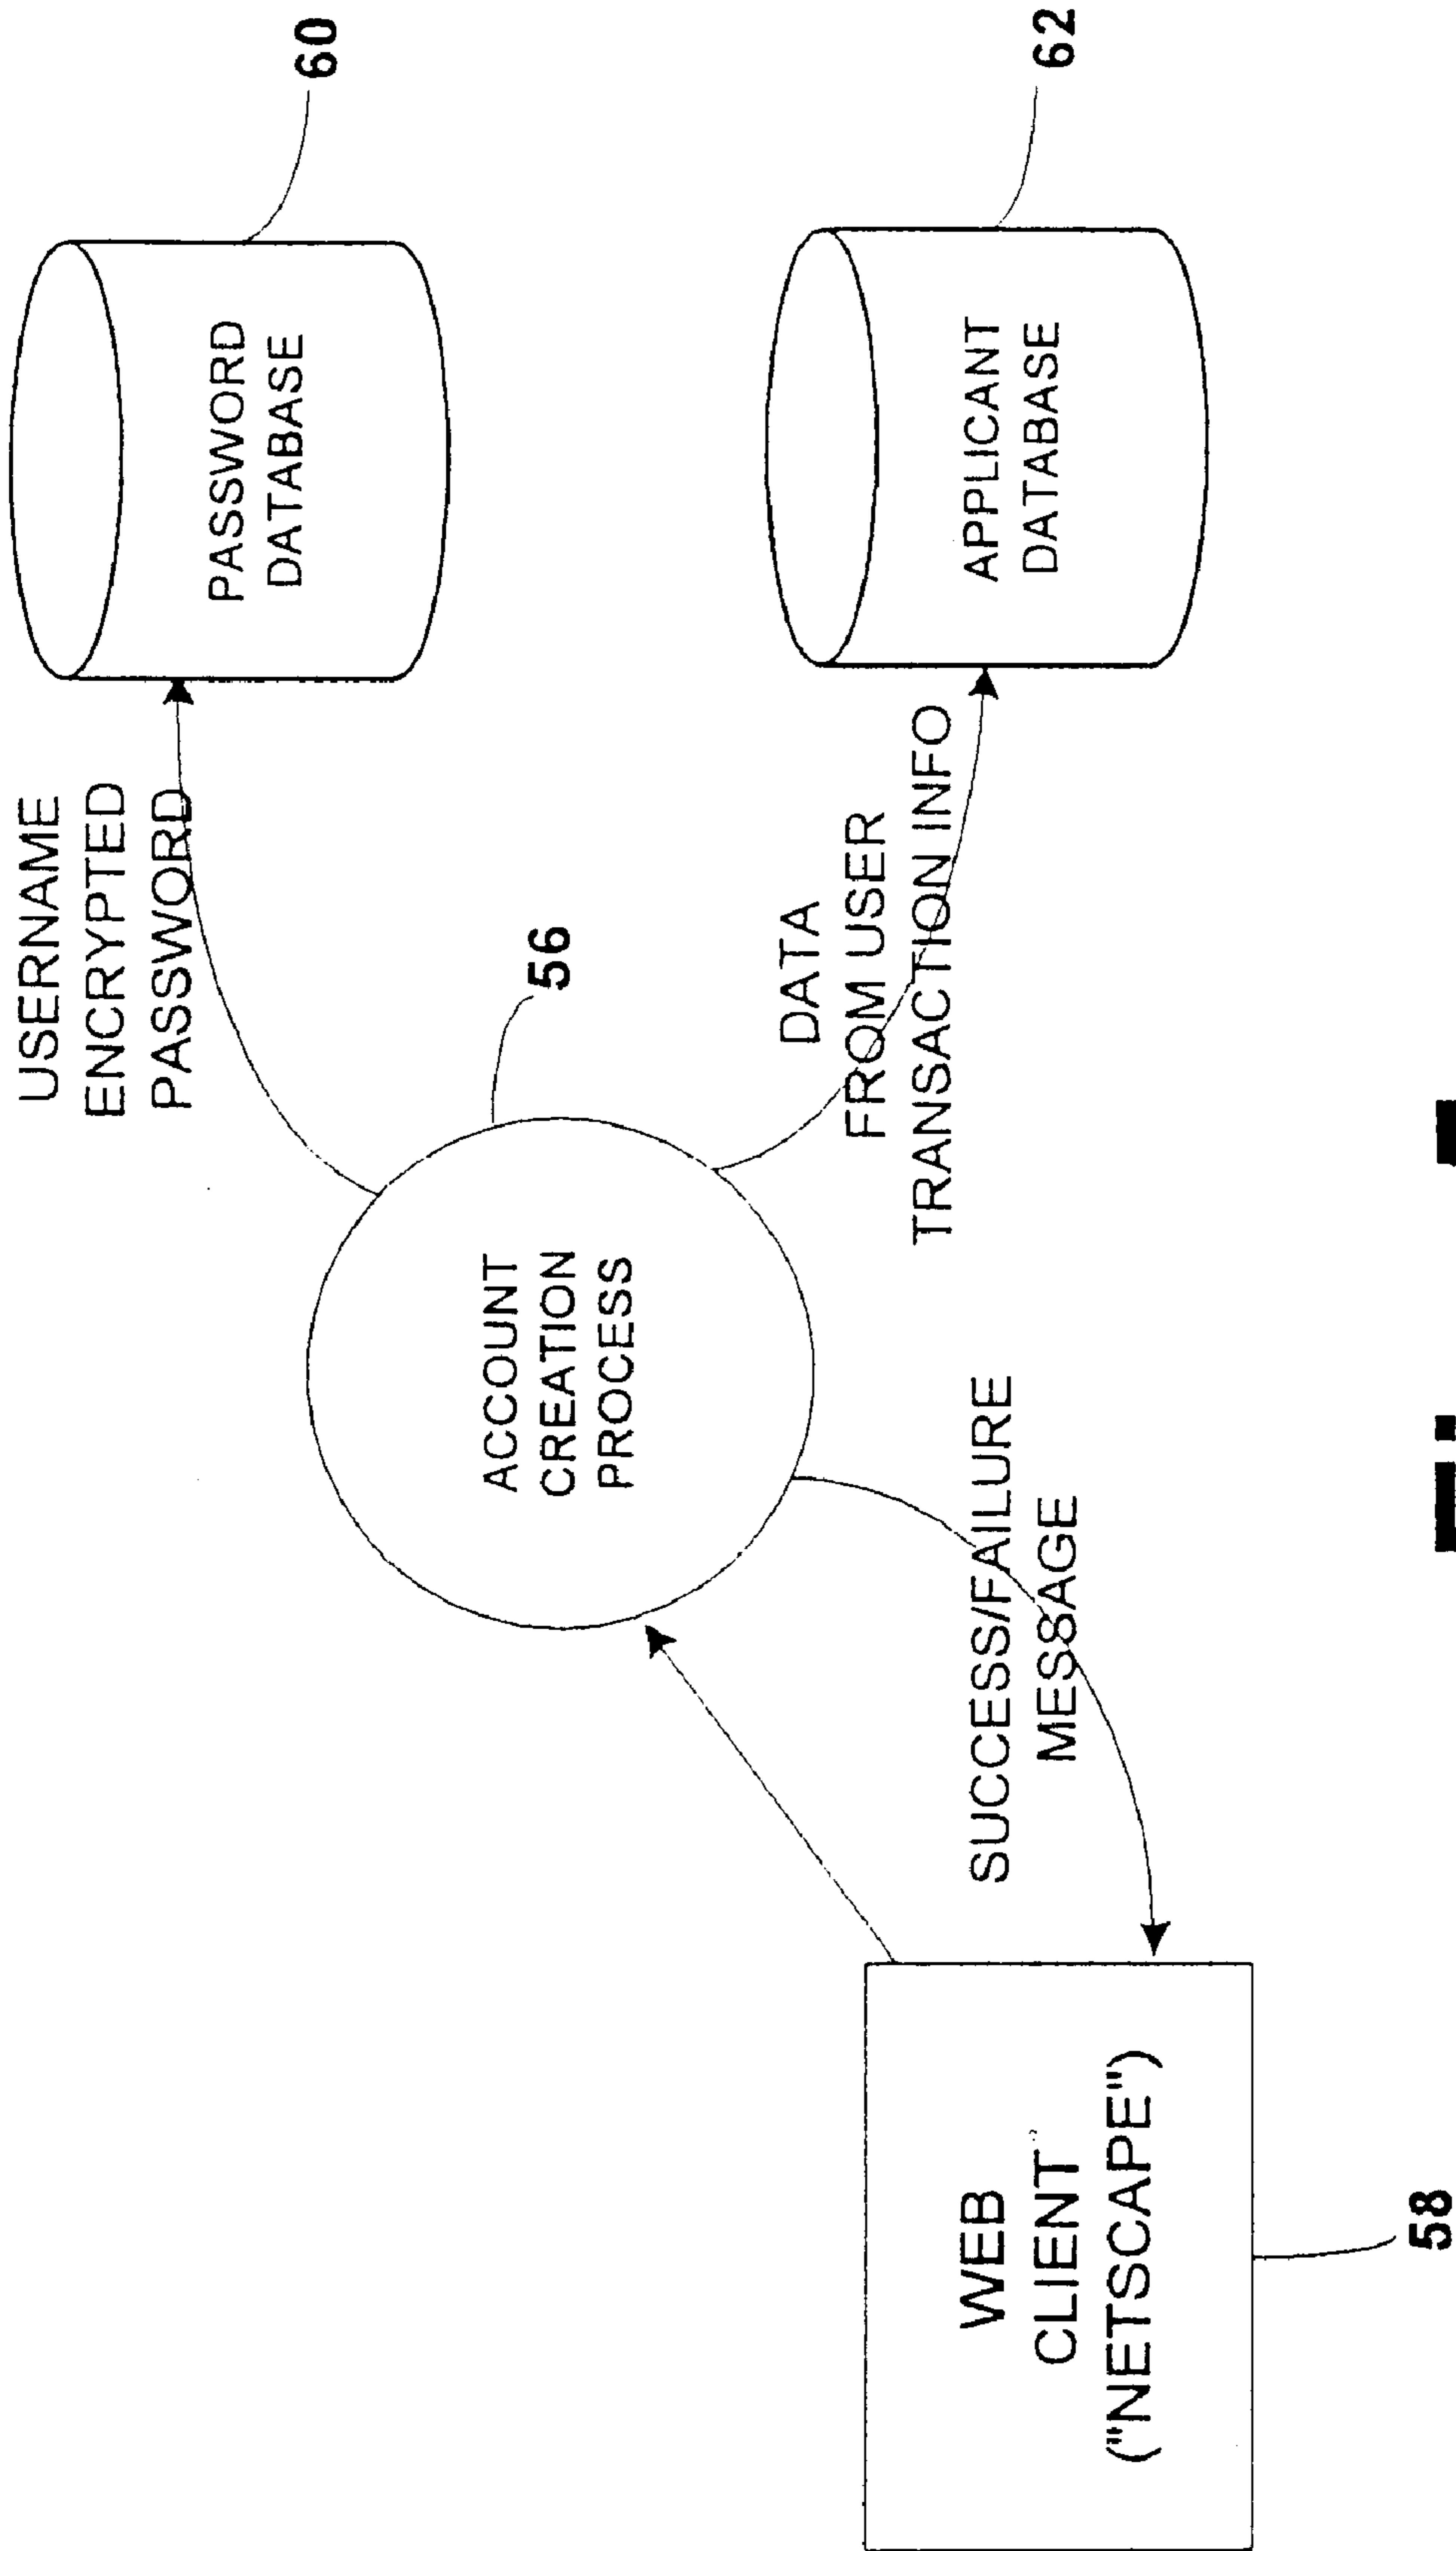 USERNAME
ENCRYPTED
PASSWORD
60
PASSWORD
DATABASE
56
ACCOUNT
CREATION
PROCESS
DATA
FROM USER
TRANSACTION INFO
62
APPLICANT
DATABASE
SUCCESS/FAILURE
MESSAGE
WEB
CLIENT
("NETSCAPE")
58